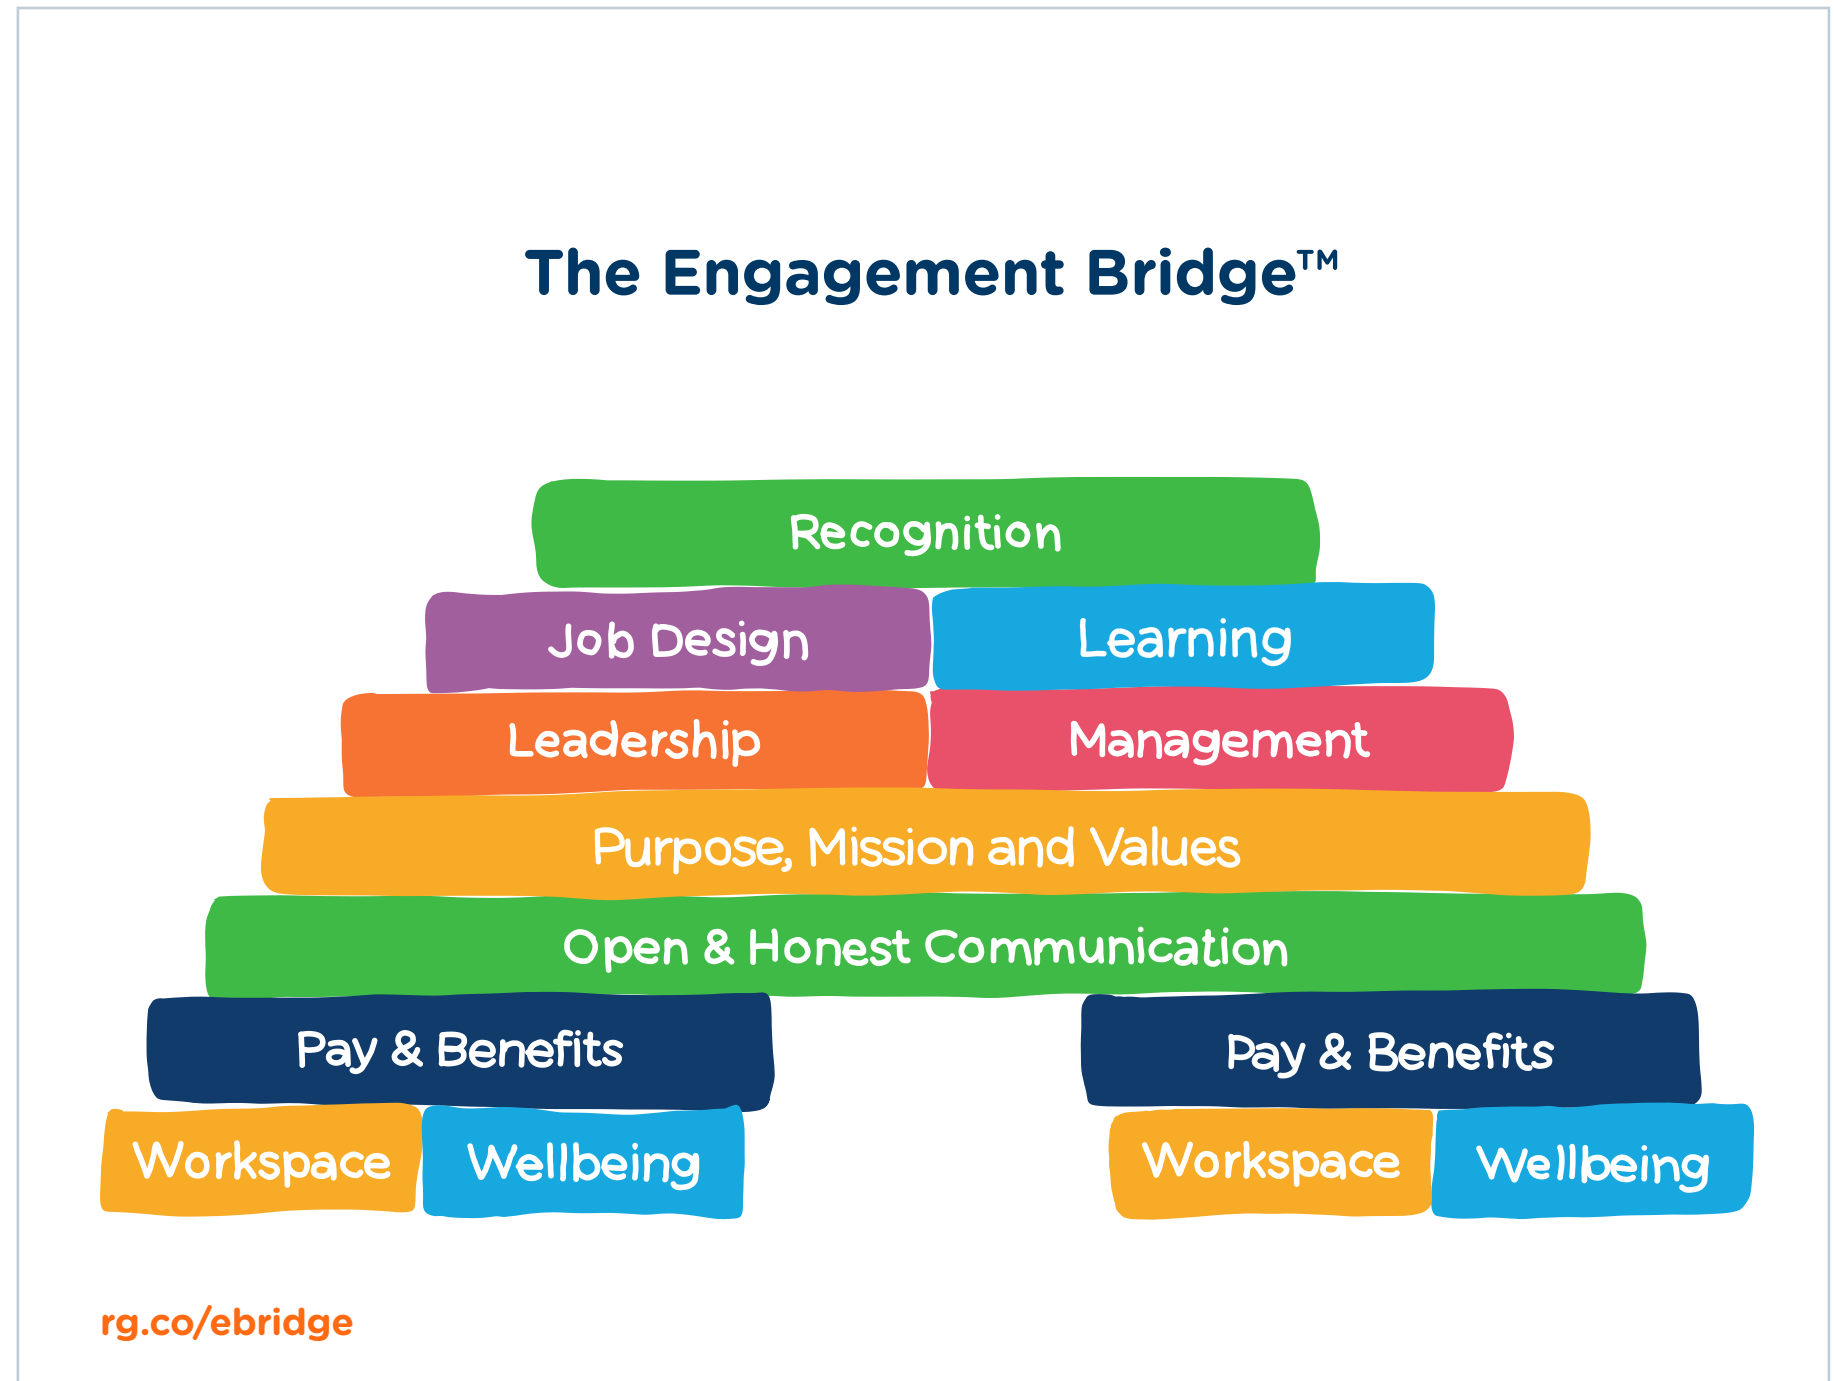 The Engagement Bridge™
Recognition
Job Design Learning
Leadership Management
Purpose, Mission and Values
Open & Honest Communication
Pay & Benefits Pay & Benefits
Workspace Wellbeing Workspace Wellbeing
rg.co/ebridge